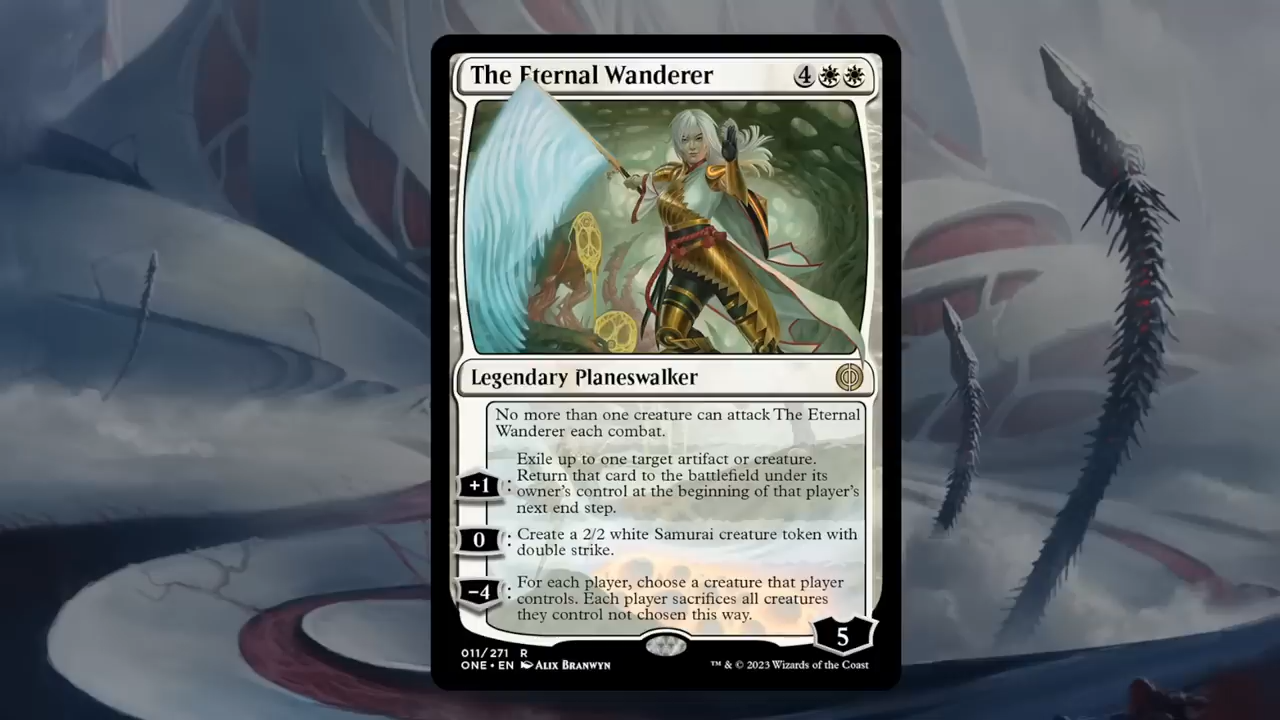 The Eternal Wanderer 4
Legendary Planeswalker
No more than one creature can attack The Eternal
Wanderer each combat.
Exile up to one target artifact or creature.
Return that card to the battlefield under its
+1 : owner's control at the beginning of that player's
next end step.
0 : Create a 2/2 white Samurai creature token with
double strike.
For each player, choose a creature that player
−4 : controls. Each player sacrifices all creatures
they control not chosen this way.
5
011/271 R
ONE • EN Alix Branwyn
™ & © 2023 Wizards of the Coast